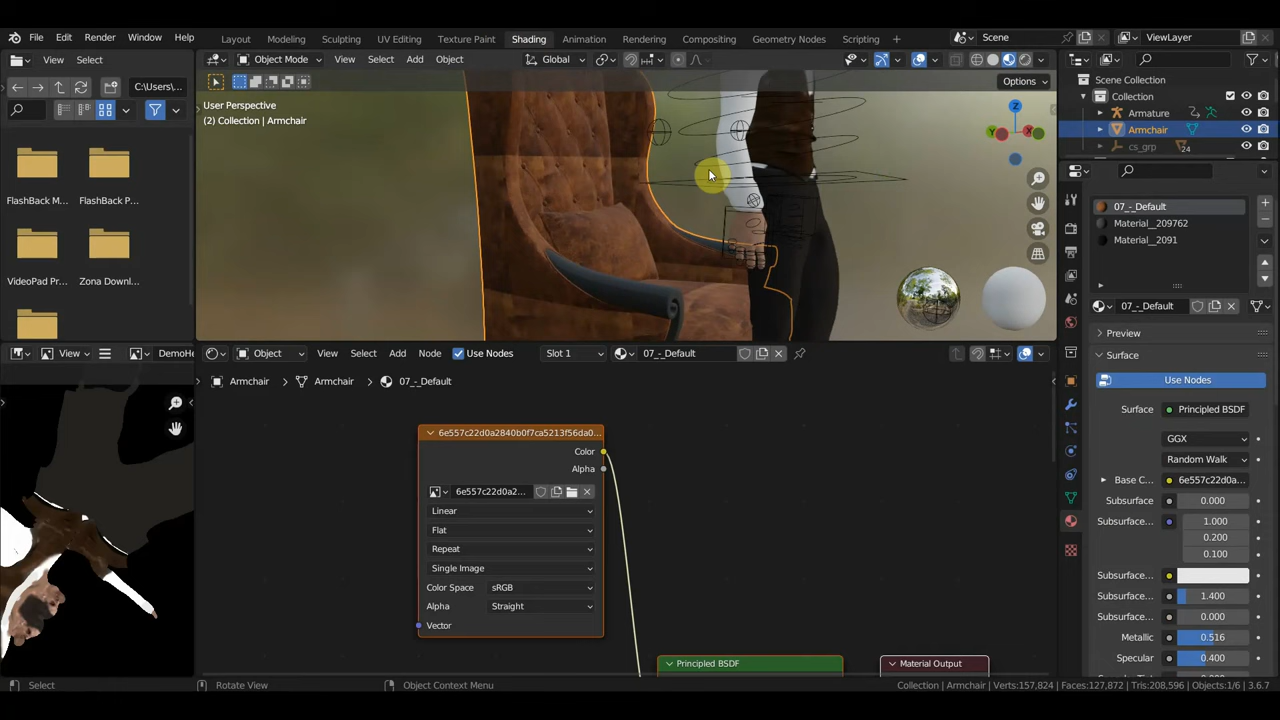 File Edit Render Window Help Layout Modeling Sculpting UV Editing Texture Paint Shading Animation Rendering Compositing Geometry Nodes Scripting Scene ViewLayer
View Select Object Mode View Select Add Object Global
C:\Users\... Options
User Perspective
(2) Collection | Armchair
Z
Y X
FlashBack M... FlashBack P...
VideoPad Pr... Zona Downl...
Scene Collection
Collection
Armature
Armchair
cs_grp 24
07_-_Default
Material__209762
Material__2091
07_-_Default
Preview
Surface
Use Nodes
Surface Principled BSDF
GGX
Random Walk
Base C... 6e557c22d0a...
Subsurface 0.000
Subsurface... 1.000
0.200
0.100
Subsurface...
Subsurface... 1.400
Subsurface... 0.000
Metallic 0.516
Specular 0.400
View DemoHe
Object View Select Add Node Use Nodes Slot 1 07_-_Default
Armchair Armchair 07_-_Default
6e557c22d0a2840b0f7ca5213f56da0...
Color
Alpha
6e557c22d0a2...
Linear
Flat
Repeat
Single Image
Color Space sRGB
Alpha Straight
Vector
Principled BSDF Material Output
Select Rotate View Object Context Menu Collection | Armchair | Verts:157,824 | Faces:127,872 | Tris:208,596 | Objects:1/6 | 3.6.7